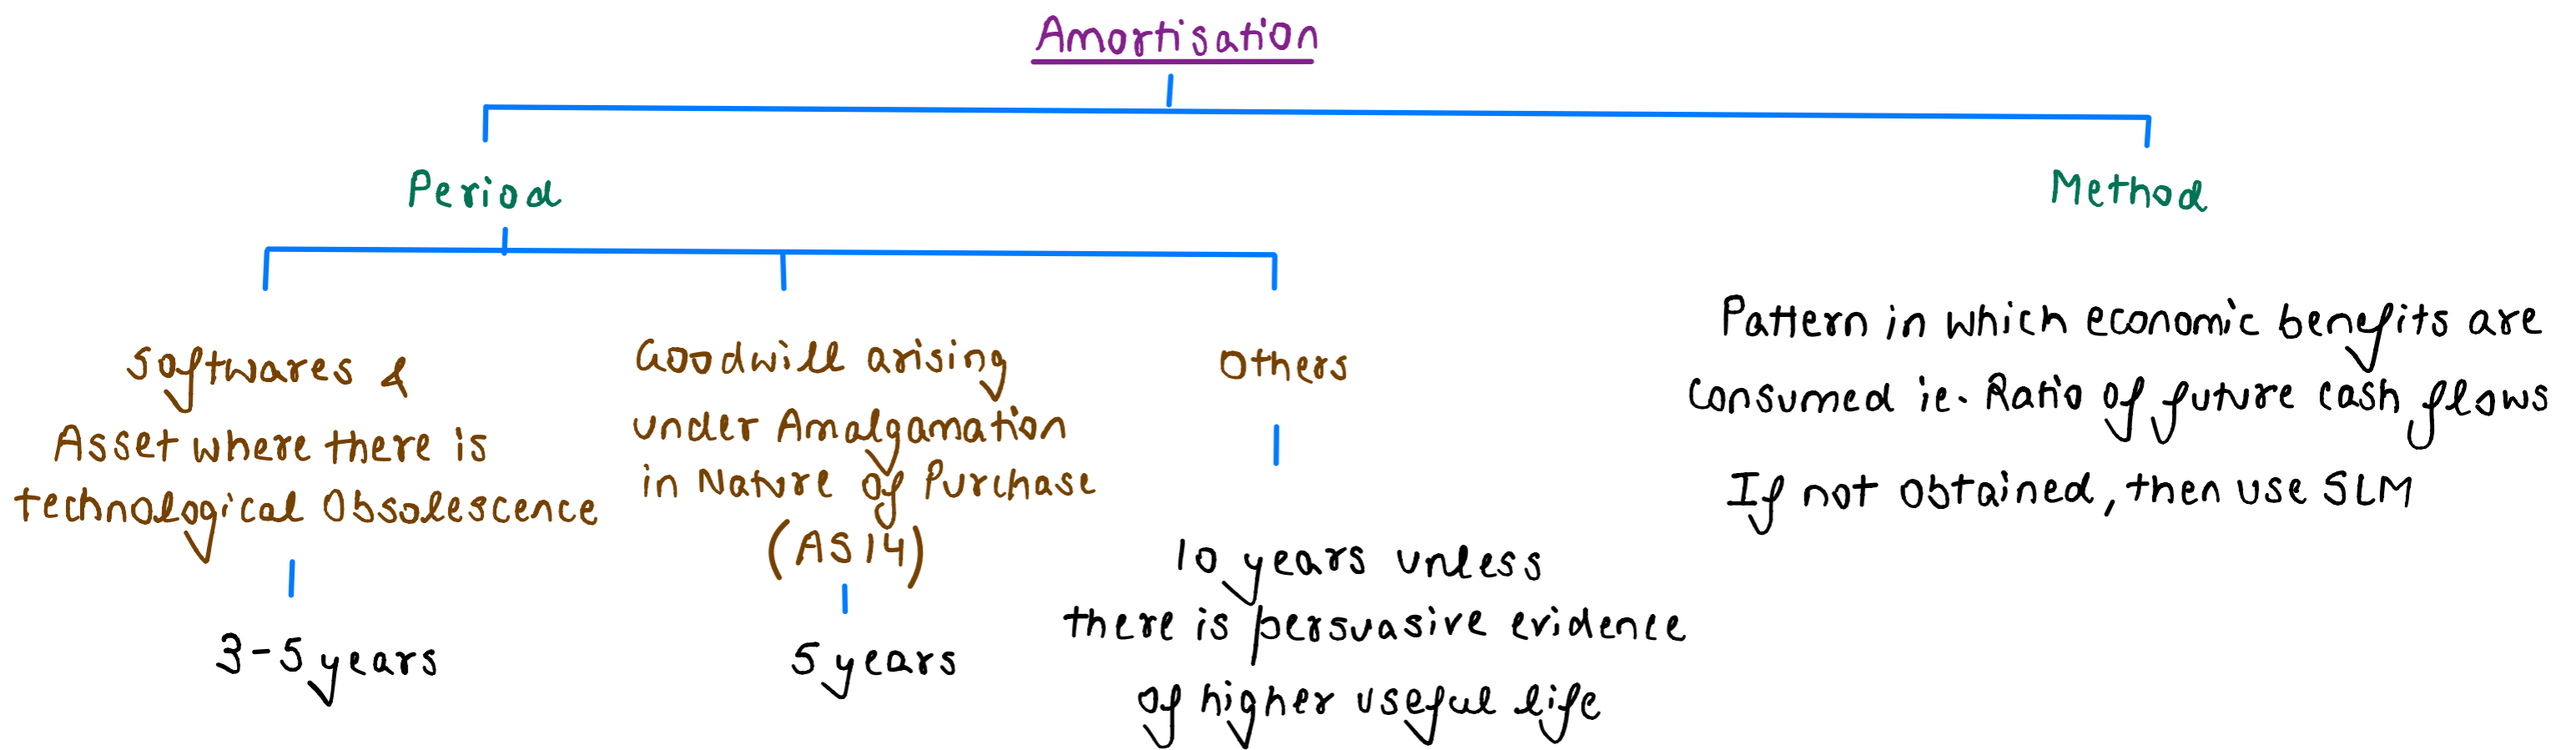 Amortisation
Period
Method
Softwares &
Asset where there is
technological Obsolescence
3-5 years
Goodwill arising
under Amalgamation
in Nature of Purchase
(AS 14)
5 years
Others
10 years unless
there is persuasive evidence
of higher useful life
Pattern in which economic benefits are
consumed ie. Ratio of future cash flows
If not obtained, then use SLM